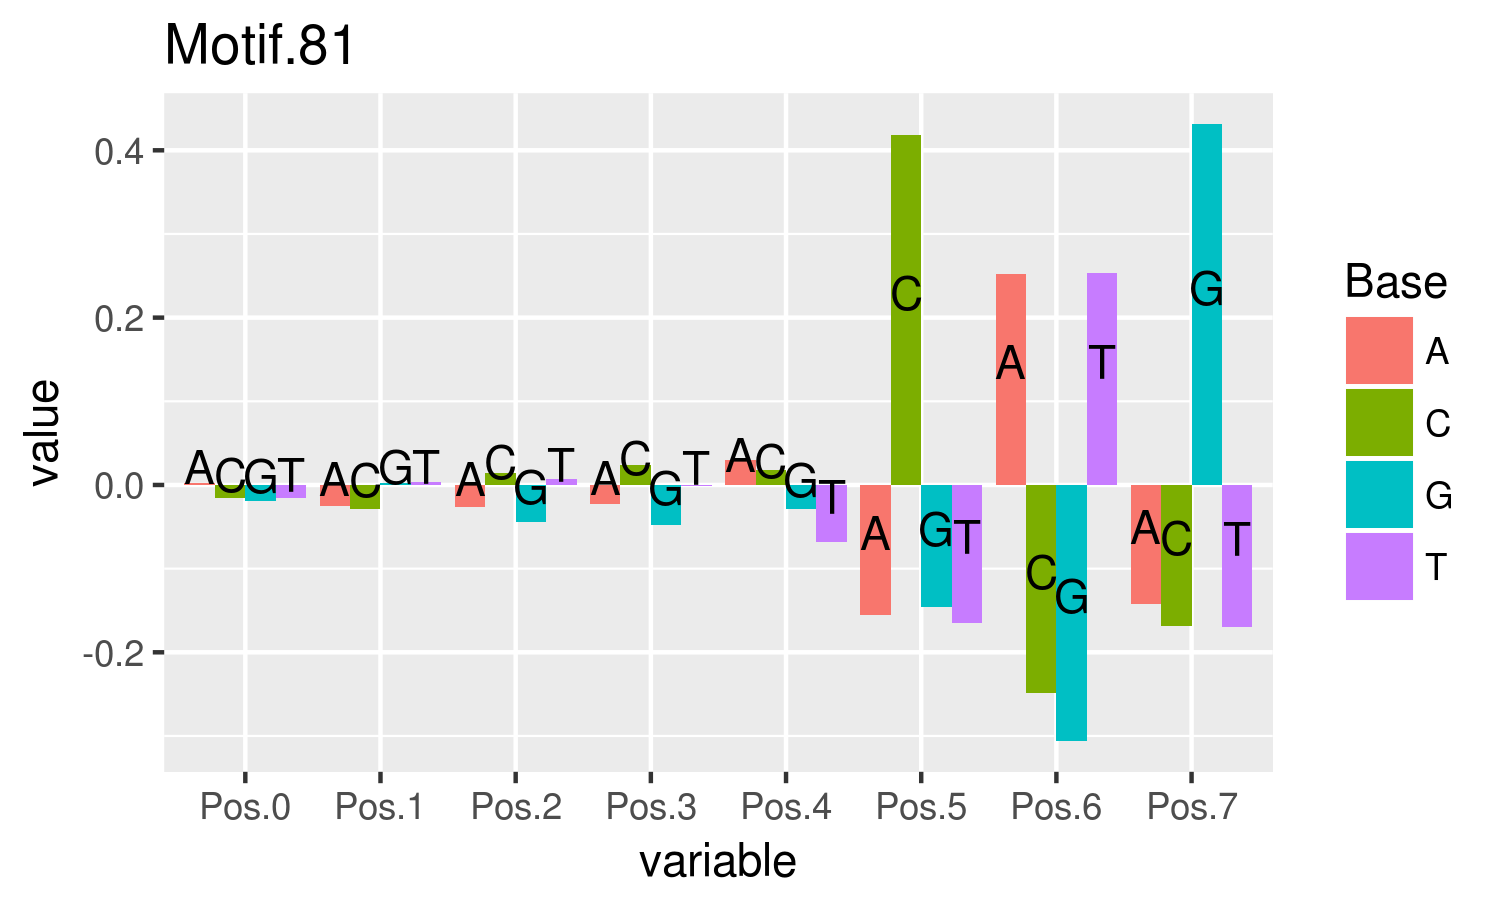 Motif.81
0.4
0.2
0.0
-0.2
value
A C G T A C G T A C G T A C G T A C G T A C G T A C G T A C G T
Pos.0 Pos.1 Pos.2 Pos.3 Pos.4 Pos.5 Pos.6 Pos.7
variable
Base
A
C
G
T